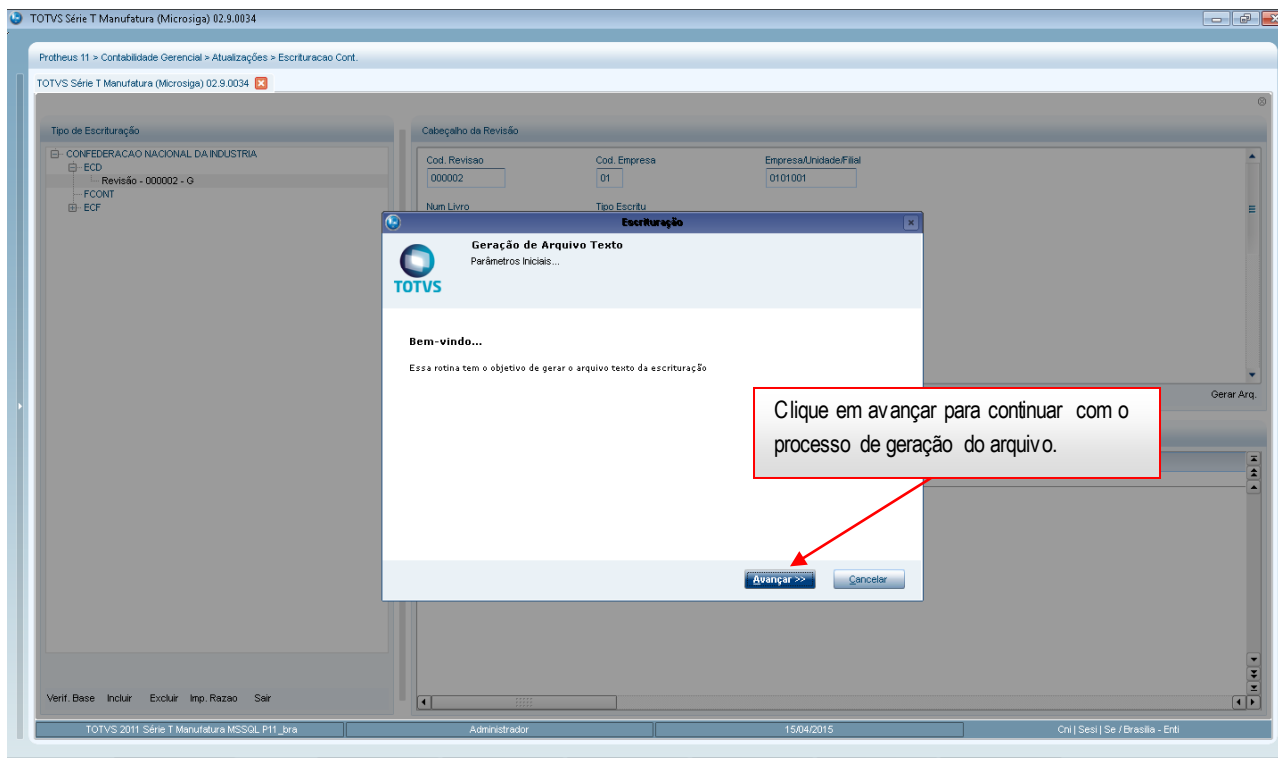 TOTVS Série T Manufatura (Microsiga) 02.9.0034
Protheus 11 > Contabilidade Gerencial > Atualizações > Escrituracao Cont.
TOTVS Série T Manufatura (Microsiga) 02.9.0034
Tipo de Escrituração
CONFEDERACAO NACIONAL DA INDUSTRIA
ECD
Revisão - 000002 - G
FCONT
ECF
Cabeçalho da Revisão
Cod. Revisao Cod. Empresa Empresa/Unidade/Filial
000002 01 0101001
Num Livro Tipo Escritu
Escrituração
Geração de Arquivo Texto
Parâmetros Iniciais...
TOTVS
Bem-vindo...
Essa rotina tem o objetivo de gerar o arquivo texto da escrituração
Gerar Arq.
Clique em avançar para continuar com o
processo de geração do arquivo.
Avançar >> Cancelar
Verif. Base Incluir Excluir Imp. Razao Sair
TOTVS 2011 Série T Manufatura MSSQL P11_bra Administrador 15/04/2015 Cni | Sesi | Se / Brasilia - Enti